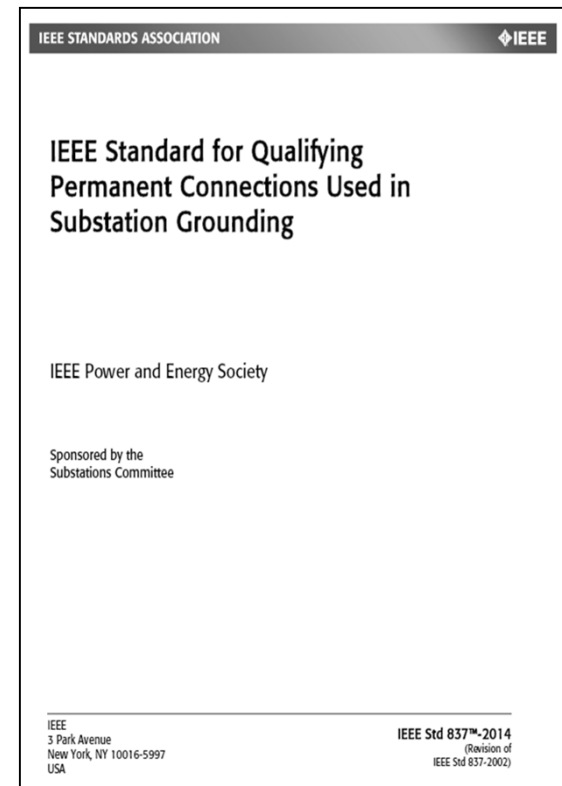 IEEE STANDARDS ASSOCIATION
IEEE
IEEE Standard for Qualifying
Permanent Connections Used in
Substation Grounding
IEEE Power and Energy Society
Sponsored by the
Substations Committee
IEEE
3 Park Avenue
New York, NY 10016-5997
USA
IEEE Std 837™-2014
(Revision of
IEEE Std 837-2002)